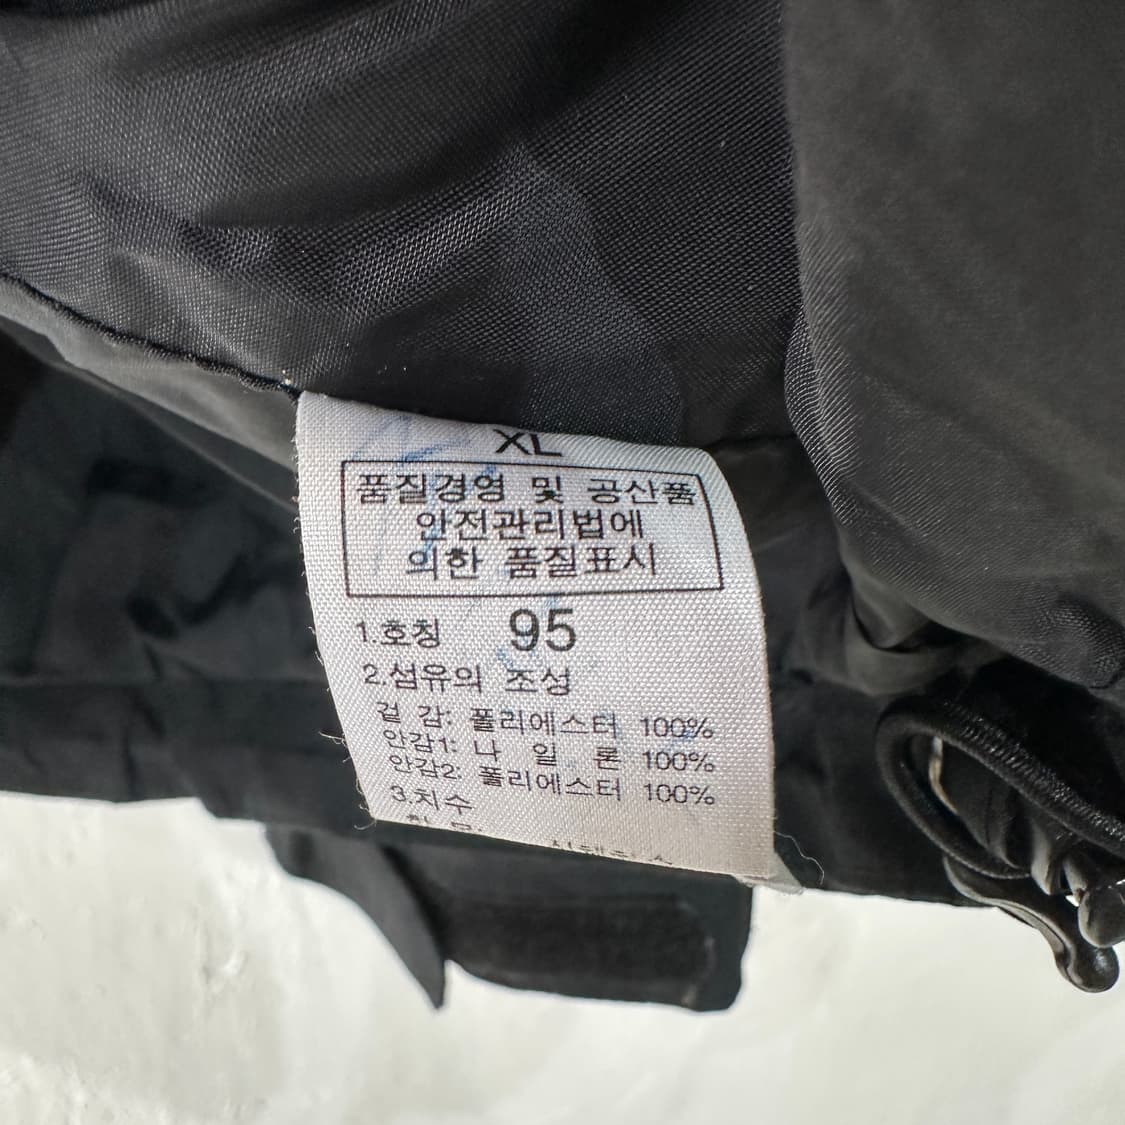 XL
품질경영 및 공산품
안전관리법에
의한 품질표시
1.호칭 95
2.섬유의 조성
겉 감: 폴리에스터 100%
안감1: 나 일 론 100%
안감2: 폴리에스터 100%
3.치수